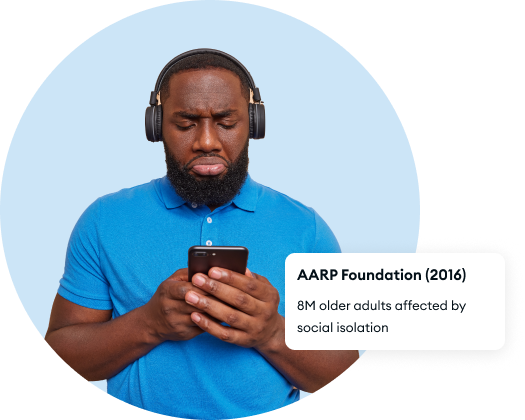 AARP Foundation (2016)
8M older adults affected by
social isolation